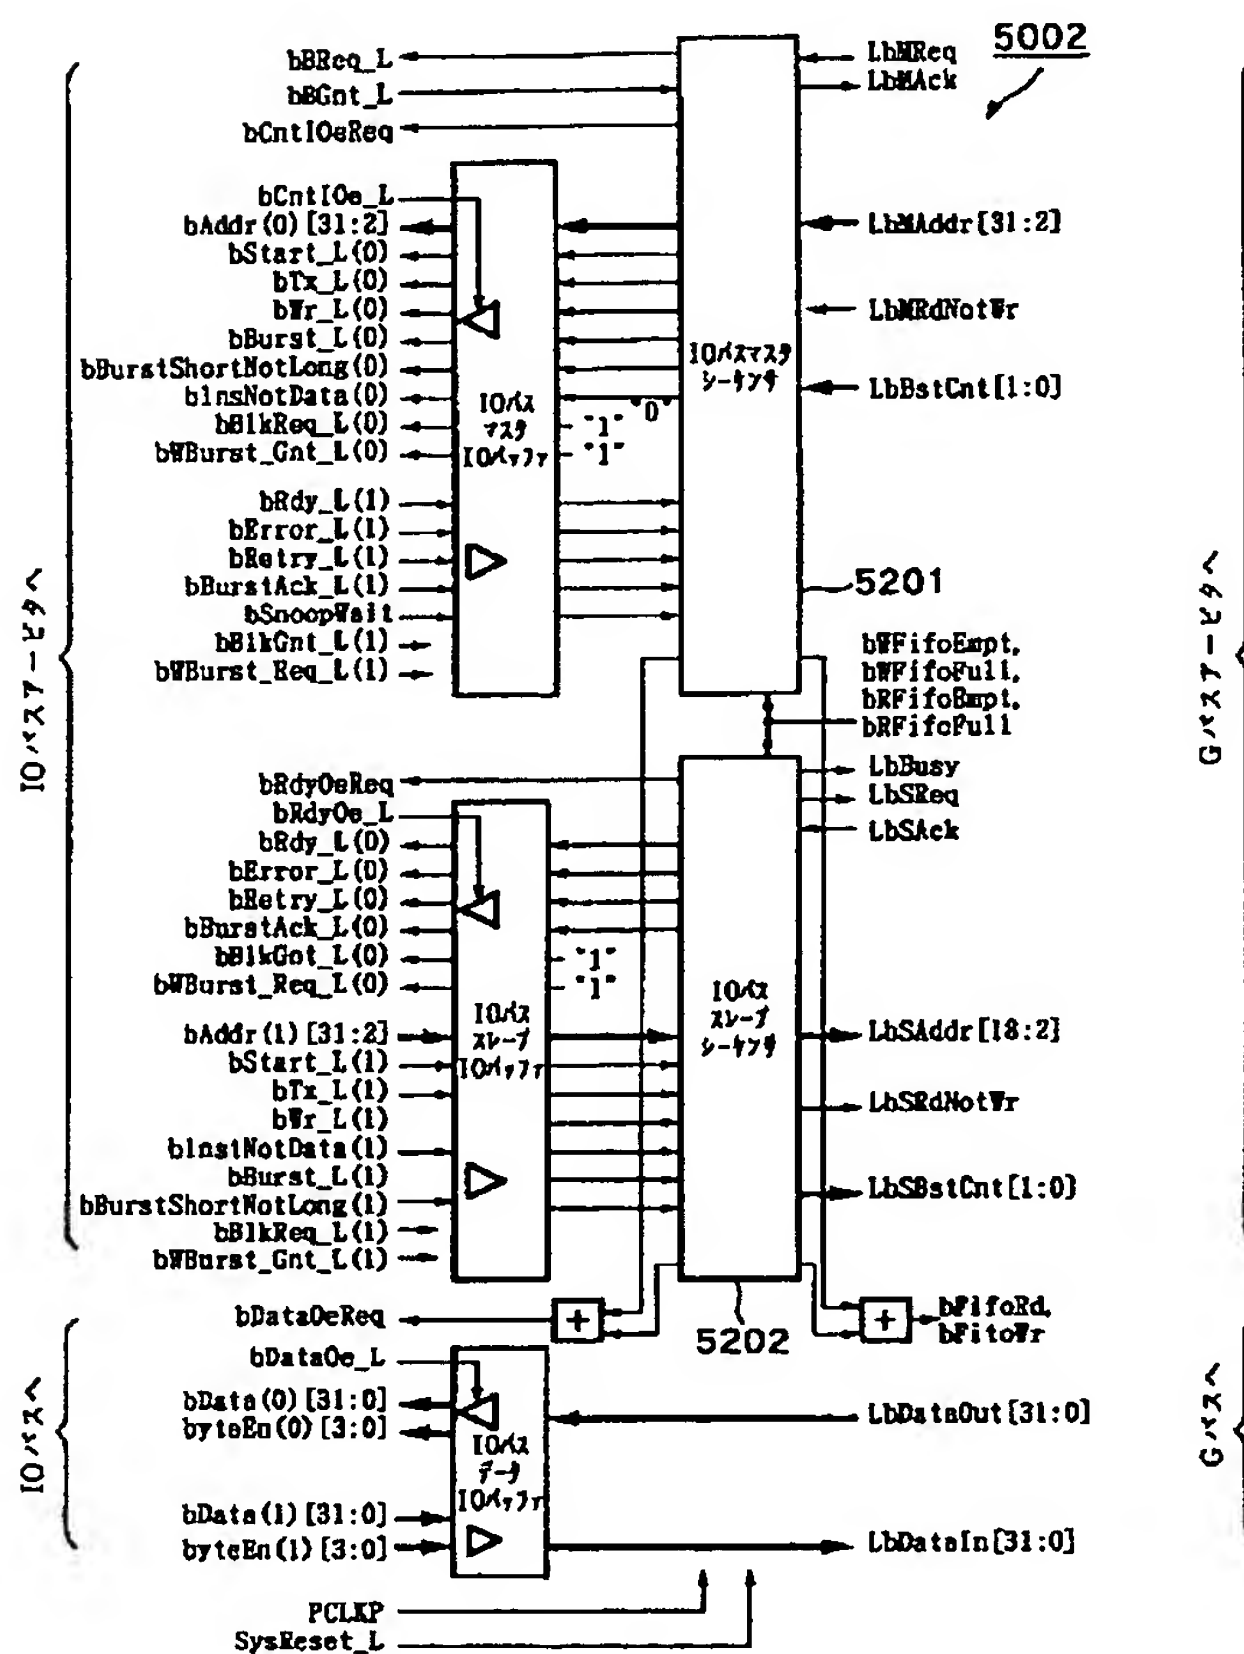 5002
bBReq_L
bBGnt_L
bCntIOeReq
bCntIOe_L
bAddr(0)[31:2]
bStart_L(0)
bTx_L(0)
bWr_L(0)
bBurst_L(0)
bBurstShortNotLong(0)
bInsNotData(0)
bBlkReq_L(0)
bWBurst_Gnt_L(0)
bRdy_L(1)
bError_L(1)
bRetry_L(1)
bBurstAck_L(1)
bSnoopWait
bBlkGnt_L(1)
bWBurst_Req_L(1)
IOバスアービタへ
IOバス
マスタ
IOバッファ
"0"
"1"
"1"
IOバスマスタ
シーケンサ
LbMReq
LbMAck
LbMAddr[31:2]
LbMRdNotWr
LbBstCnt[1:0]
5201
bWFifoEmpt,
bWFifoFull,
bRFifoEmpt,
bRFifoFull
Gバスアービタへ
bRdyOeReq
bRdyOe_L
bRdy_L(0)
bError_L(0)
bRetry_L(0)
bBurstAck_L(0)
bBlkGnt_L(0)
bWBurst_Req_L(0)
bAddr(1)[31:2]
bStart_L(1)
bTx_L(1)
bWr_L(1)
bInstNotData(1)
bBurst_L(1)
bBurstShortNotLong(1)
bBlkReq_L(1)
bWBurst_Gnt_L(1)
"1"
"1"
IOバス
スレーブ
IOバッファ
IOバス
スレーブ
シーケンサ
LbBusy
LbSReq
LbSAck
LbSAddr[18:2]
LbSRdNotWr
LbSBstCnt[1:0]
5202
bDataOeReq
+
+
bFifoRd,
bFifoWr
bDataOe_L
bData(0)[31:0]
byteEn(0)[3:0]
bData(1)[31:0]
byteEn(1)[3:0]
IOバスへ
IOバス
データ
IOバッファ
LbDataOut[31:0]
LbDataIn[31:0]
Gバスへ
PCLKP
SysReset_L